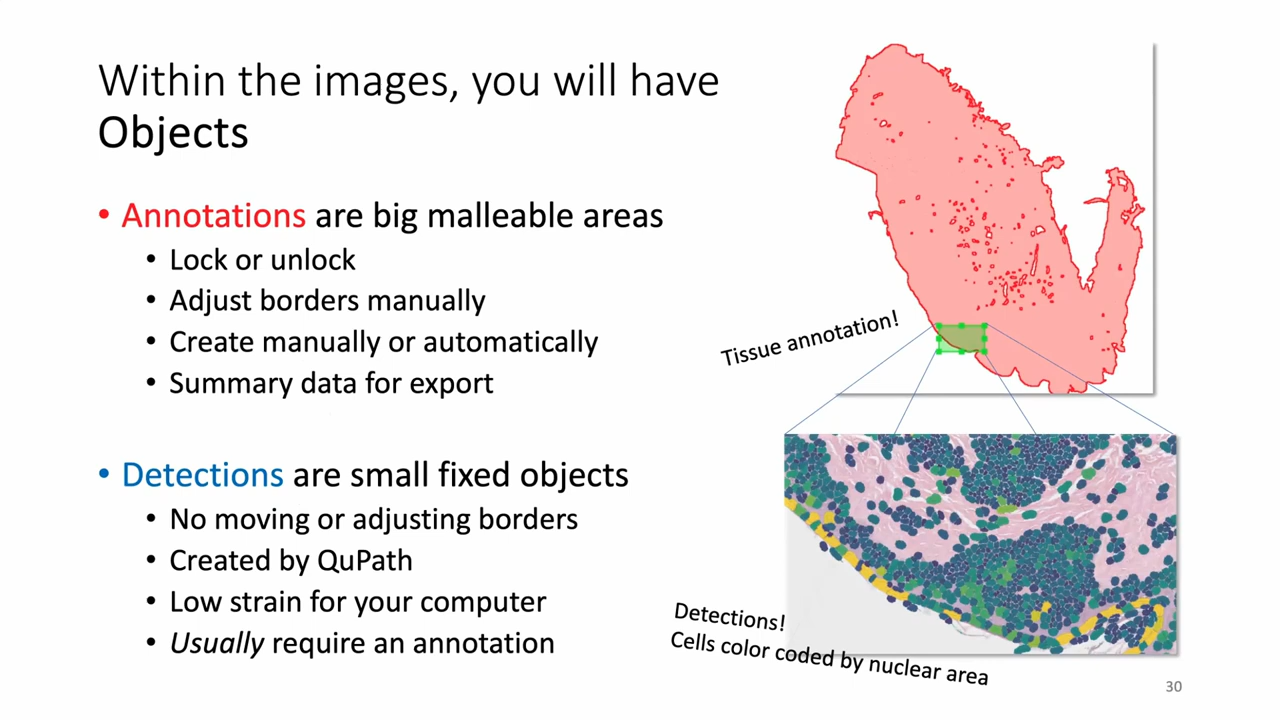 Within the images, you will have
Objects
• Annotations are big malleable areas
• Lock or unlock
• Adjust borders manually
• Create manually or automatically
• Summary data for export
Tissue annotation!
• Detections are small fixed objects
• No moving or adjusting borders
• Created by QuPath
• Low strain for your computer
• Usually require an annotation
Detections!
Cells color coded by nuclear area
30